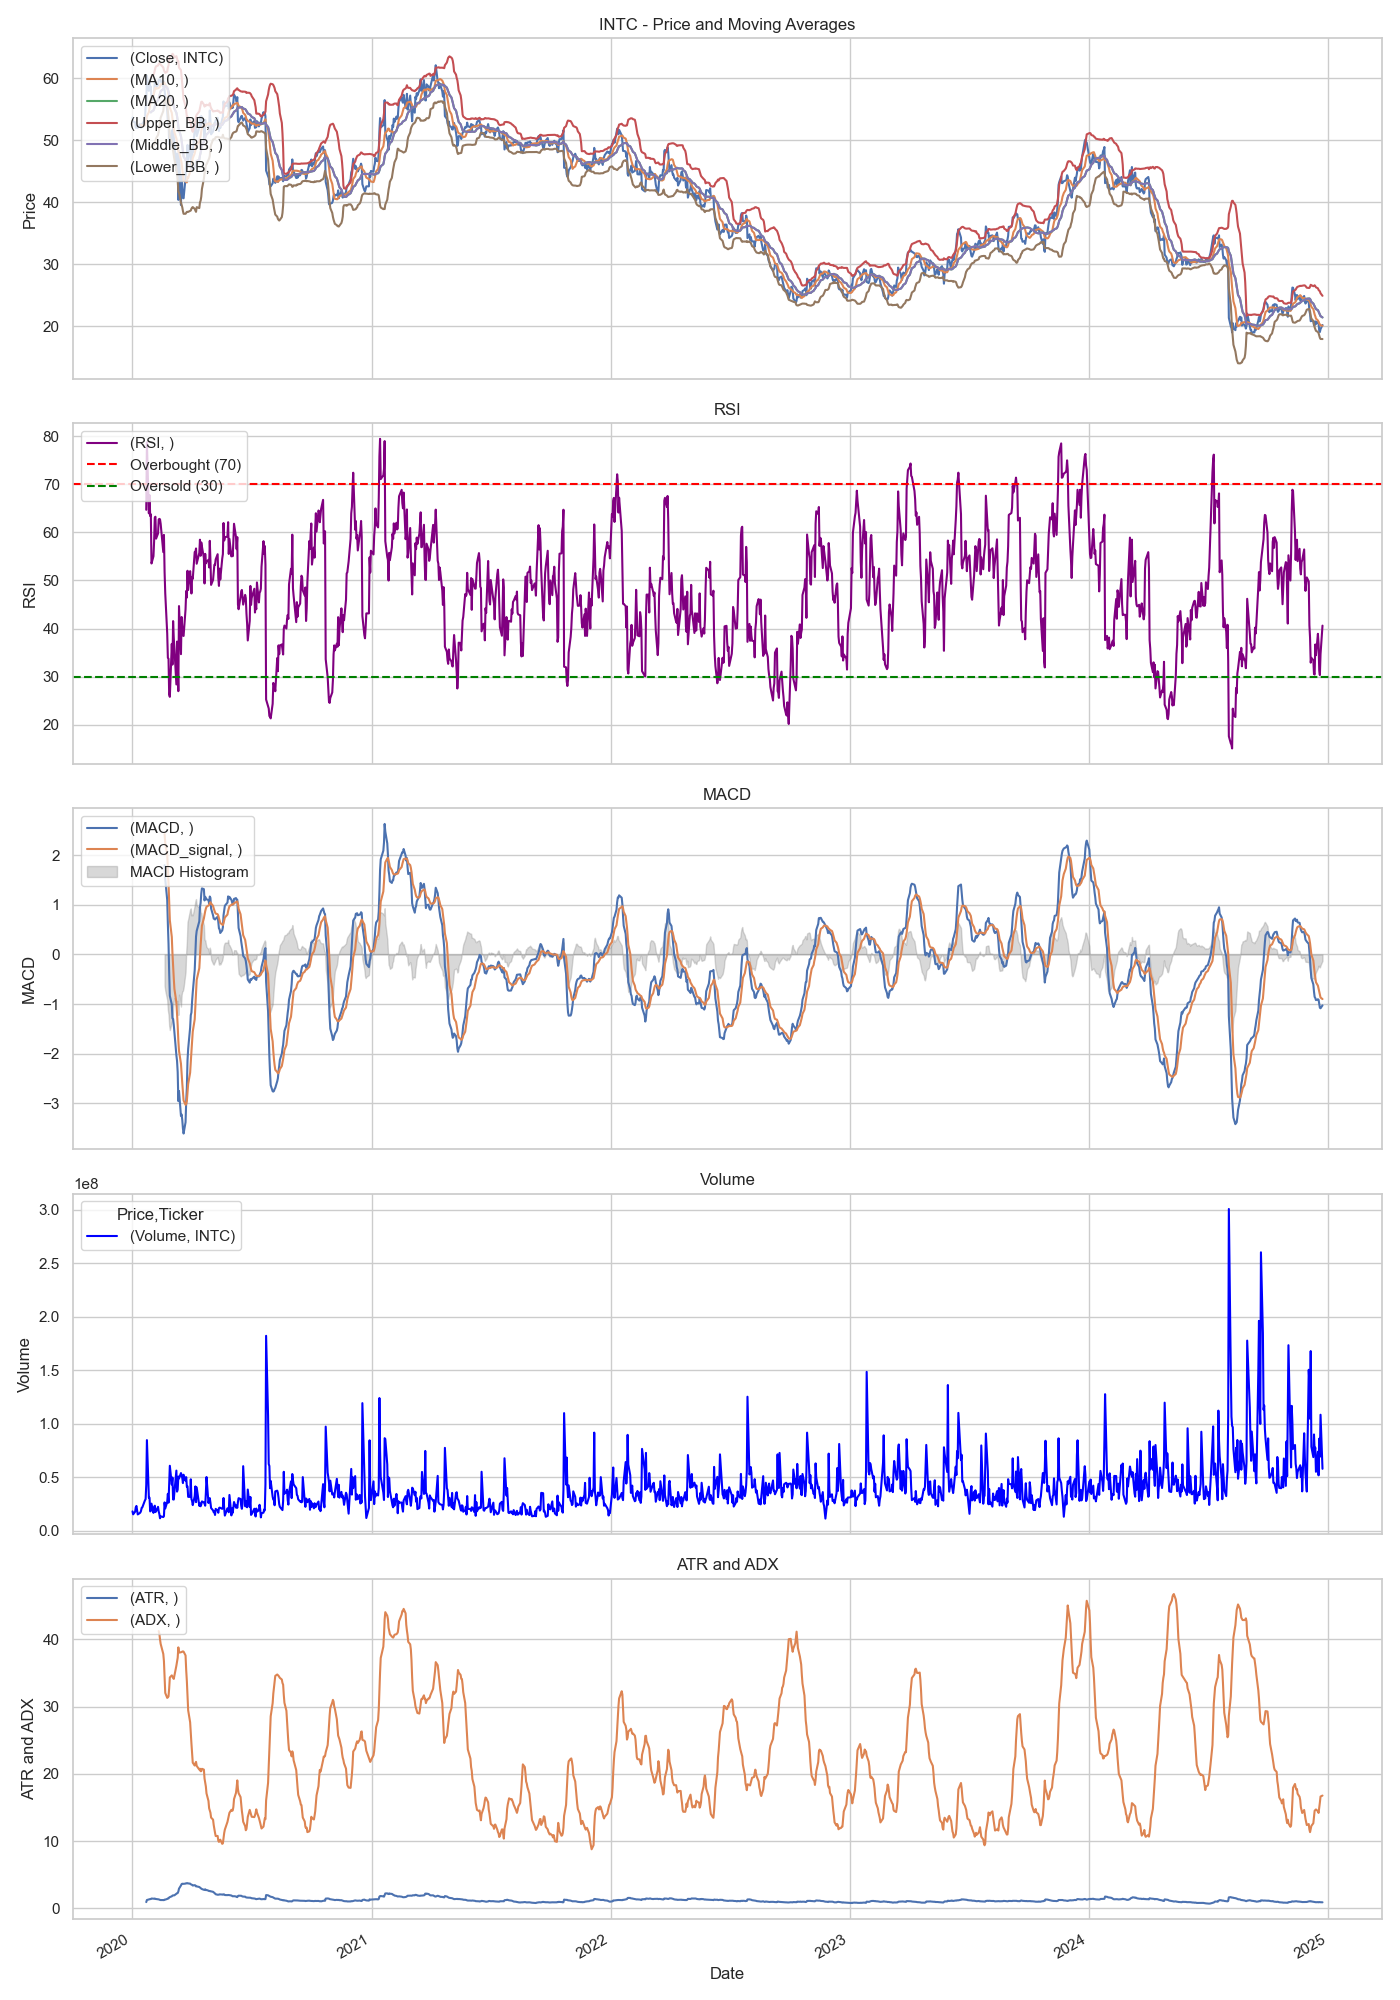 INTC - Price and Moving Averages
(Close, INTC)
(MA10, )
(MA20, )
(Upper_BB, )
(Middle_BB, )
(Lower_BB, )
60
50
40
30
20
Price
RSI
(RSI, )
Overbought (70)
Oversold (30)
80
70
60
50
40
30
20
RSI
MACD
(MACD, )
(MACD_signal, )
MACD Histogram
2
1
0
−1
−2
−3
MACD
Volume
1e8
Price,Ticker
(Volume, INTC)
3.0
2.5
2.0
1.5
1.0
0.5
0.0
Volume
ATR and ADX
(ATR, )
(ADX, )
40
30
20
10
0
ATR and ADX
2020
2021
2022
2023
2024
2025
Date